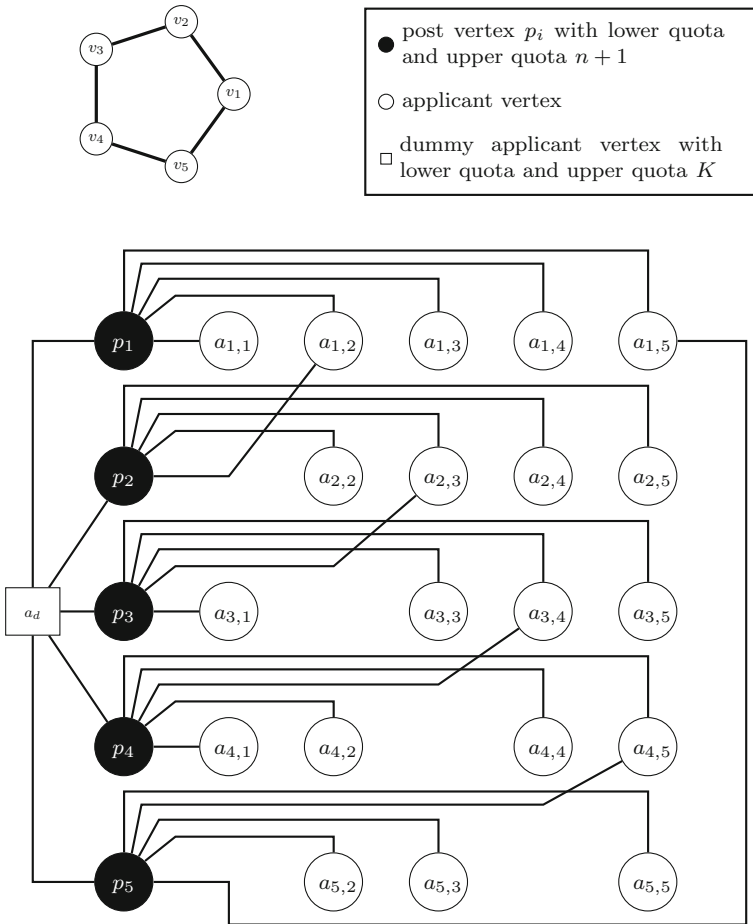 v₂
v₃
v₁
v₄
v₅
post vertex pᵢ with lower quota
and upper quota n + 1
applicant vertex
dummy applicant vertex with
lower quota and upper quota K
p₁ a₁,₁ a₁,₂ a₁,₃ a₁,₄ a₁,₅
p₂ a₂,₂ a₂,₃ a₂,₄ a₂,₅
a_d p₃ a₃,₁ a₃,₃ a₃,₄ a₃,₅
p₄ a₄,₁ a₄,₂ a₄,₄ a₄,₅
p₅ a₅,₂ a₅,₃ a₅,₅